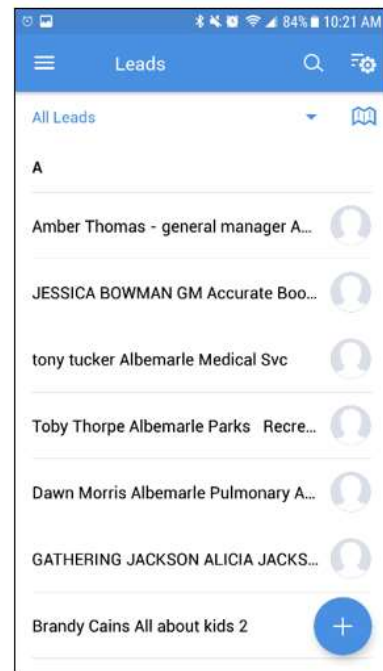 84% 10:21 AM
Leads
All Leads
A
Amber Thomas - general manager A...
JESSICA BOWMAN GM Accurate Boo...
tony tucker Albemarle Medical Svc
Toby Thorpe Albemarle Parks Recre...
Dawn Morris Albemarle Pulmonary A...
GATHERING JACKSON ALICIA JACKS...
Brandy Cains All about kids 2
+